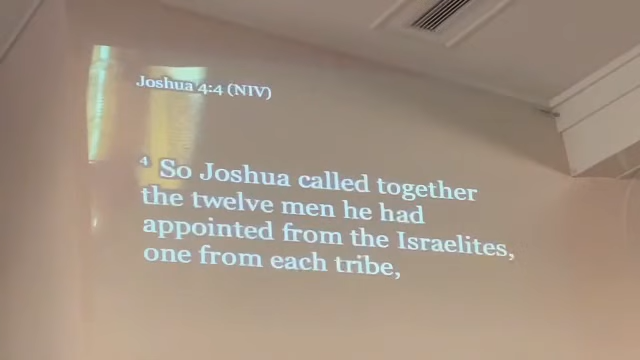 Joshua 4:4 (NIV)
4 So Joshua called together
the twelve men he had
appointed from the Israelites,
one from each tribe,